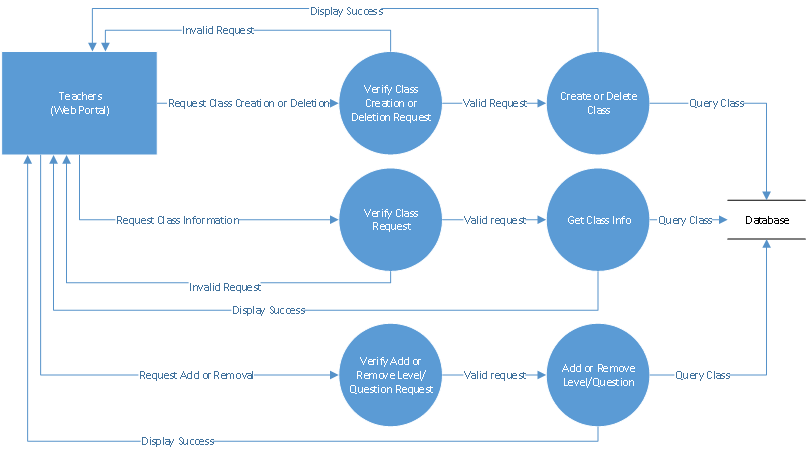 Display Success
Invalid Request
Teachers
(Web Portal)
Request Class Creation or Deletion
Verify Class
Creation or
Deletion Request
Valid Request
Create or Delete
Class
Query Class
Request Class Information
Verify Class
Request
Valid request
Get Class Info
Query Class
Database
Invalid Request
Display Success
Request Add or Removal
Verify Add or
Remove Level/
Question Request
Valid request
Add or Remove
Level/Question
Query Class
Display Success